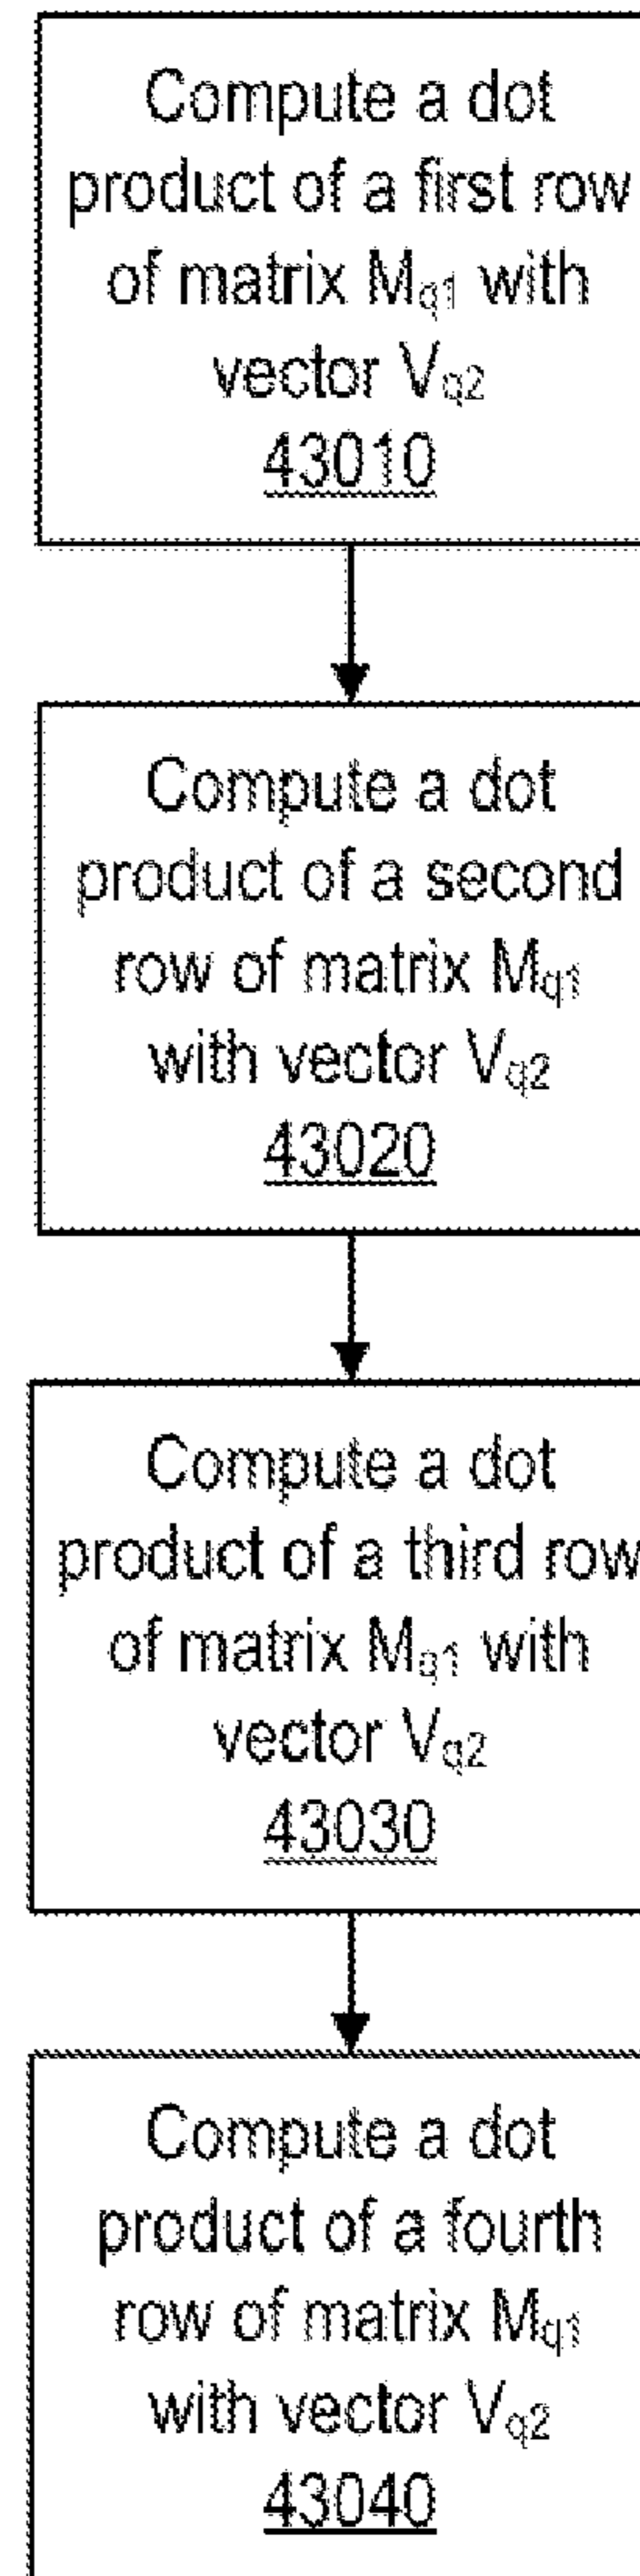 Compute a dot
product of a first row
of matrix Mq1 with
vector Vq2
43010
Compute a dot
product of a second
row of matrix Mq1
with vector Vq2
43020
Compute a dot
product of a third row
of matrix Mq1 with
vector Vq2
43030
Compute a dot
product of a fourth
row of matrix Mq1
with vector Vq2
43040